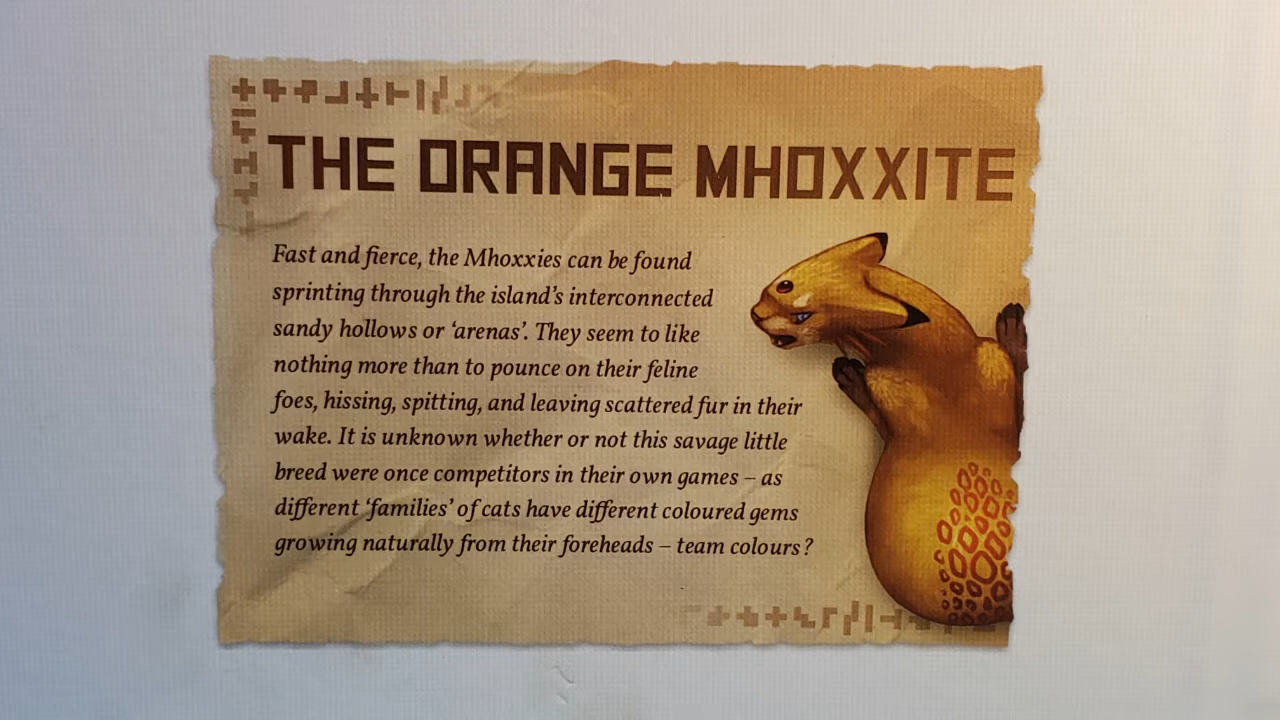 THE ORANGE MHOXXITE
Fast and fierce, the Mhoxxies can be found
sprinting through the island's interconnected
sandy hollows or ‘arenas’. They seem to like
nothing more than to pounce on their feline
foes, hissing, spitting, and leaving scattered fur in their
wake. It is unknown whether or not this savage little
breed were once competitors in their own games – as
different ‘families’ of cats have different coloured gems
growing naturally from their foreheads – team colours?